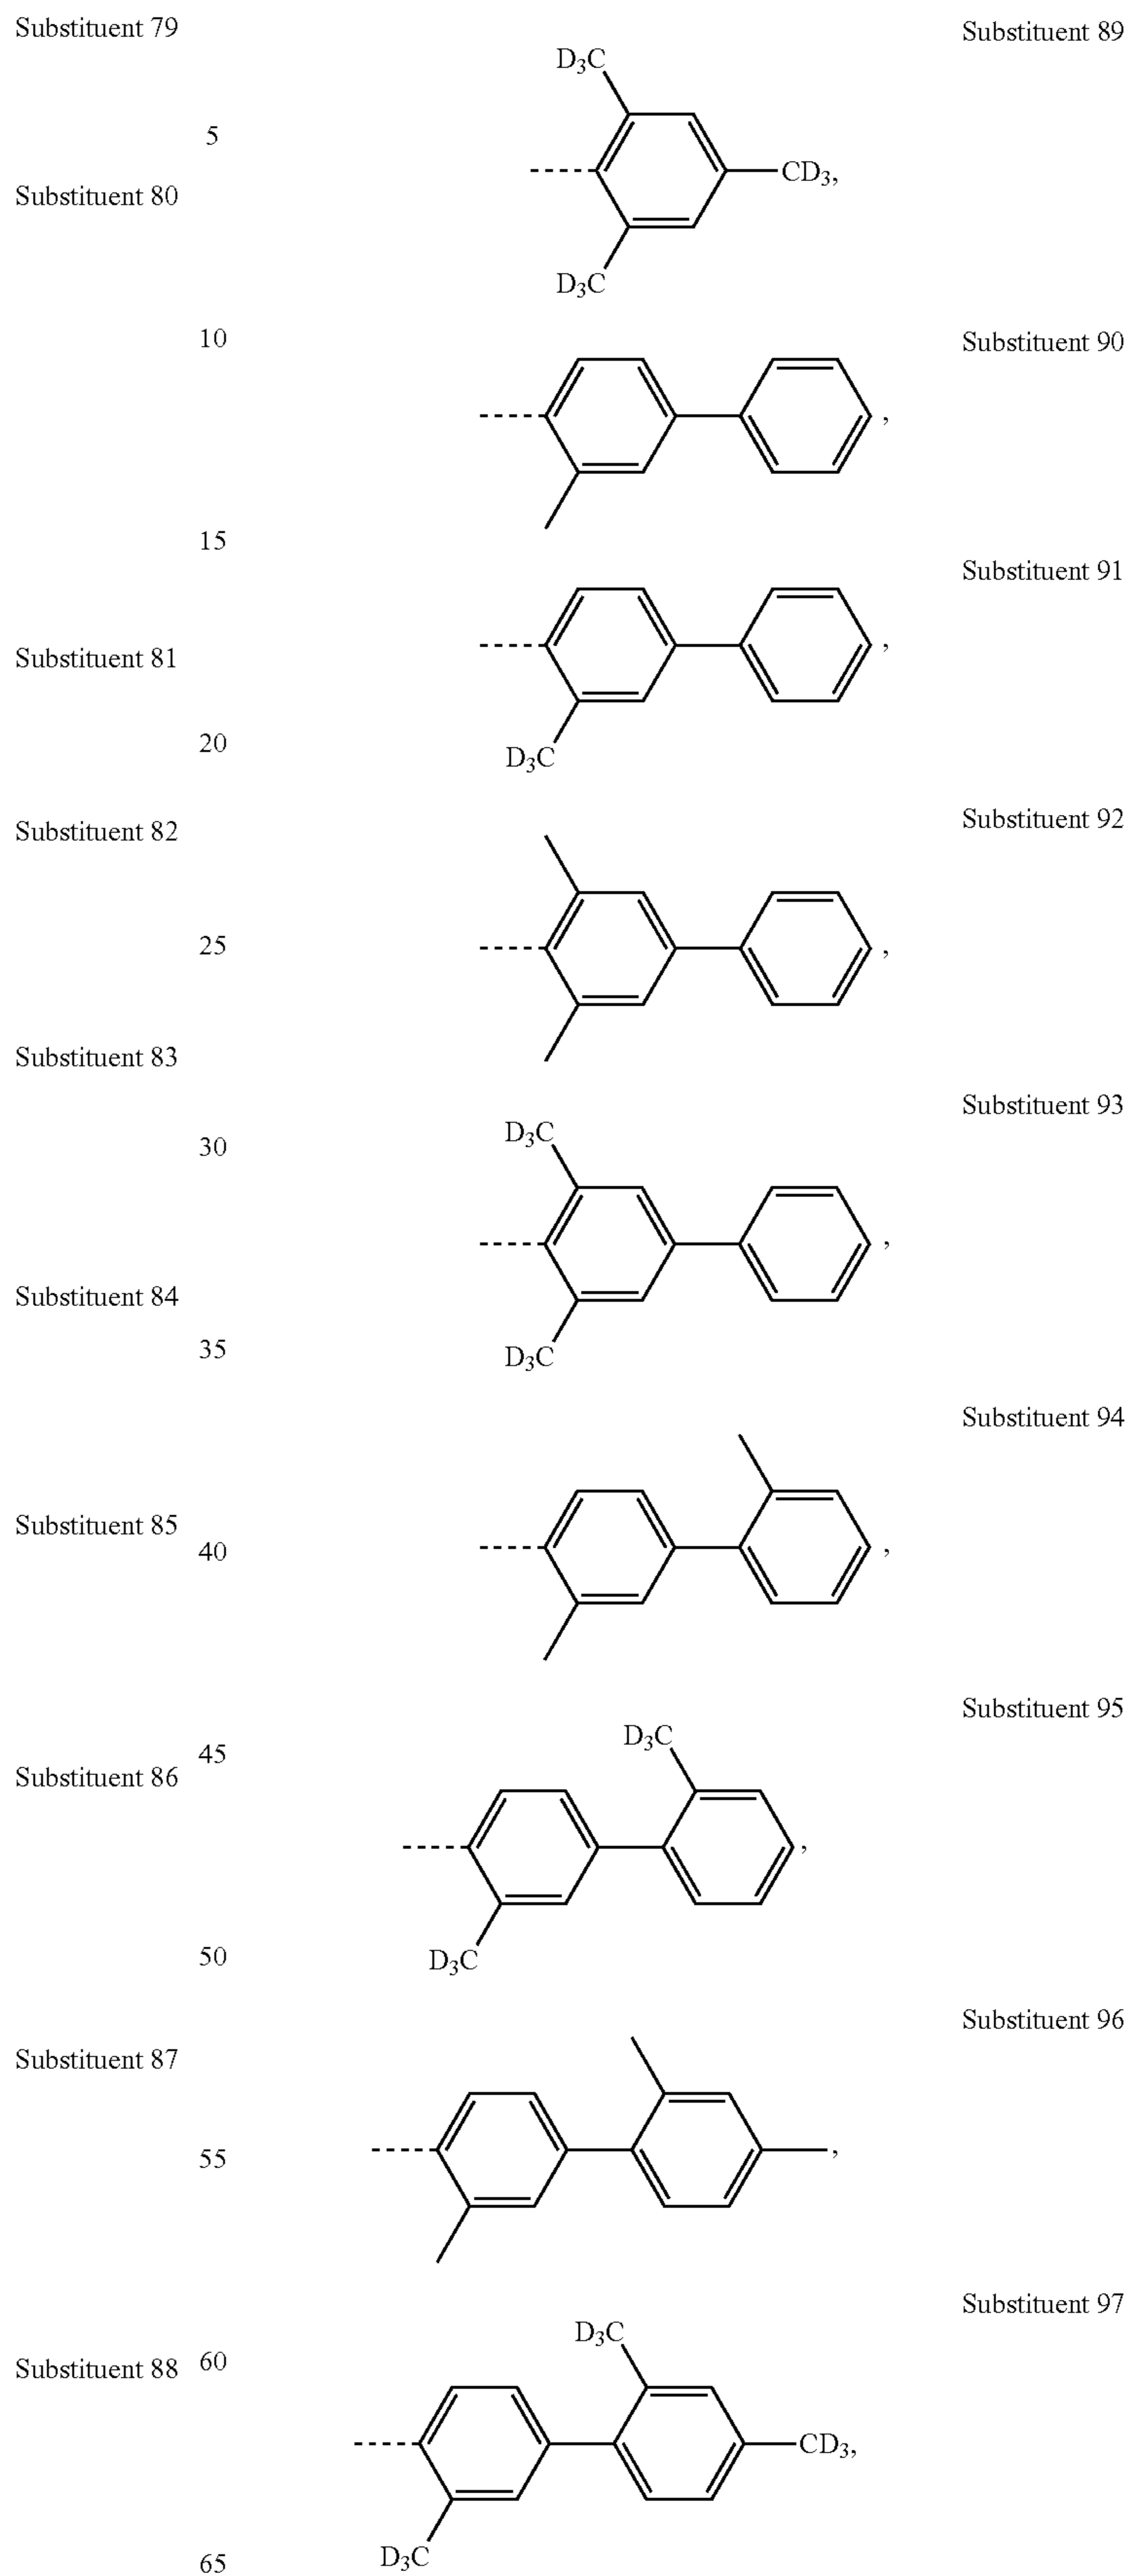 Substituent 79
Substituent 89
D₃C
5
CD₃,
Substituent 80
D₃C
10
Substituent 90
,
15
Substituent 91
,
Substituent 81
20
D₃C
Substituent 92
Substituent 82
25
,
Substituent 83
Substituent 93
D₃C
30
,
Substituent 84
35
D₃C
Substituent 94
Substituent 85
40
,
Substituent 95
D₃C
45
Substituent 86
,
50
D₃C
Substituent 96
Substituent 87
55
,
Substituent 97
D₃C
60
Substituent 88
CD₃,
D₃C
65